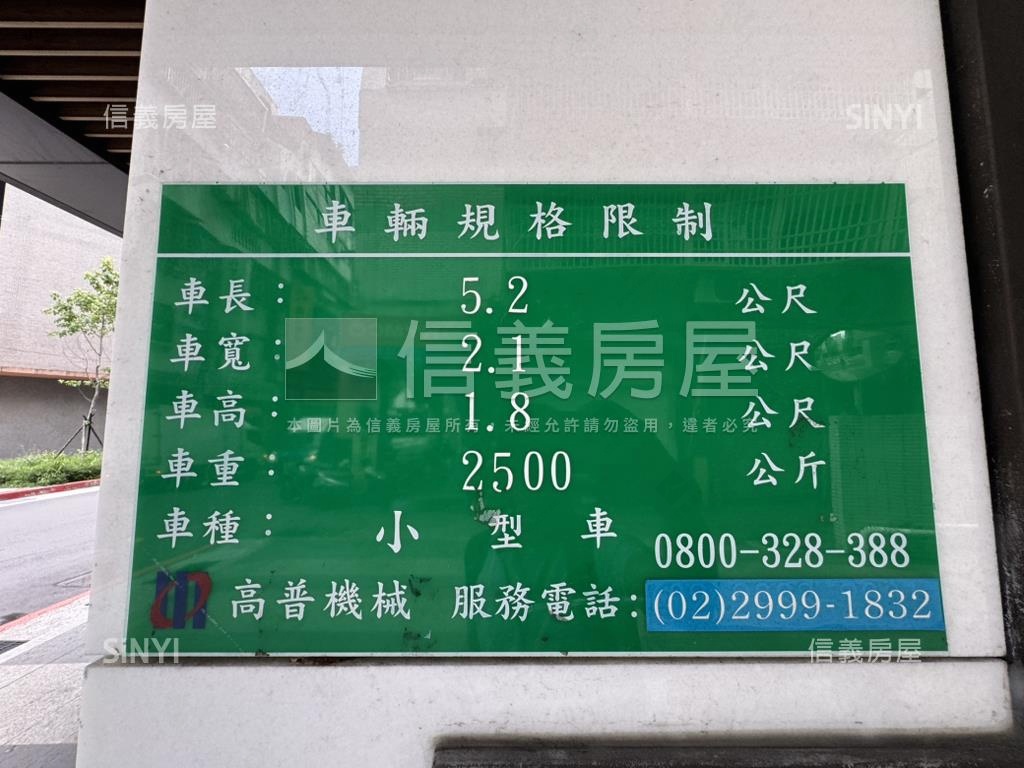 信義房屋 SINYI
車輛規格限制
車長： 5.2 公尺
車寬： 2.1 公尺
信義房屋
車高： 1.8 公尺
本圖片為信義房屋所有，未經允許請勿盜用，違者必究
車重： 2500 公斤
車種： 小型車
0800-328-388
高普機械 服務電話：(02)2999-1832
SiNYI 信義房屋